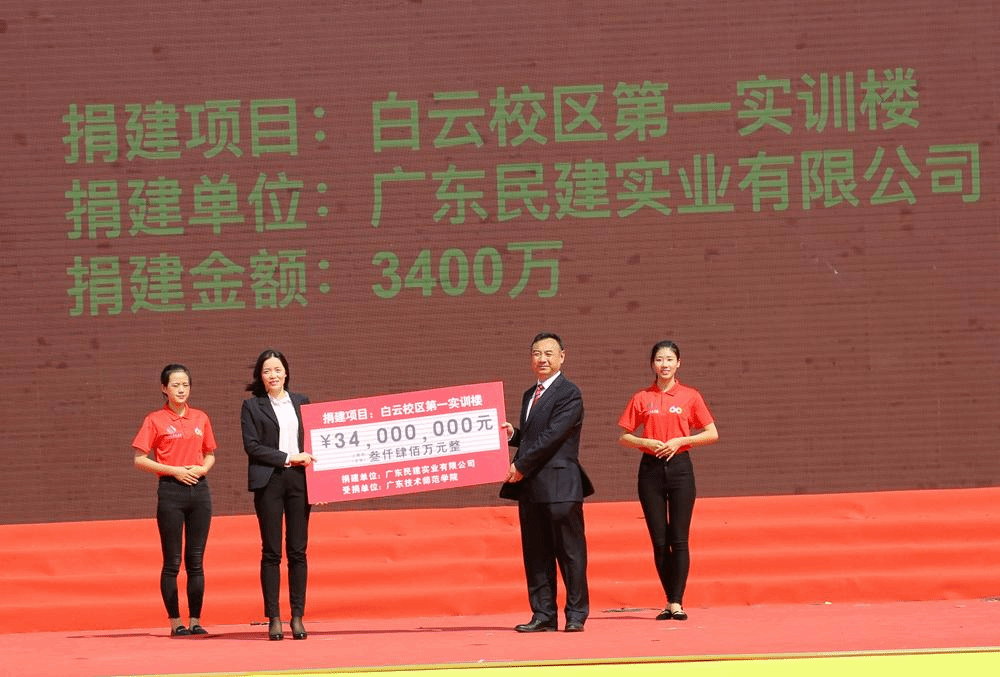 捐建项目：白云校区第一实训楼
捐建单位：广东民建实业有限公司
捐建金额：3400万
捐建项目：白云校区第一实训楼
¥34,000,000元
叁仟肆佰万元整
捐建单位：广东民建实业有限公司
受捐单位：广东技术师范学院